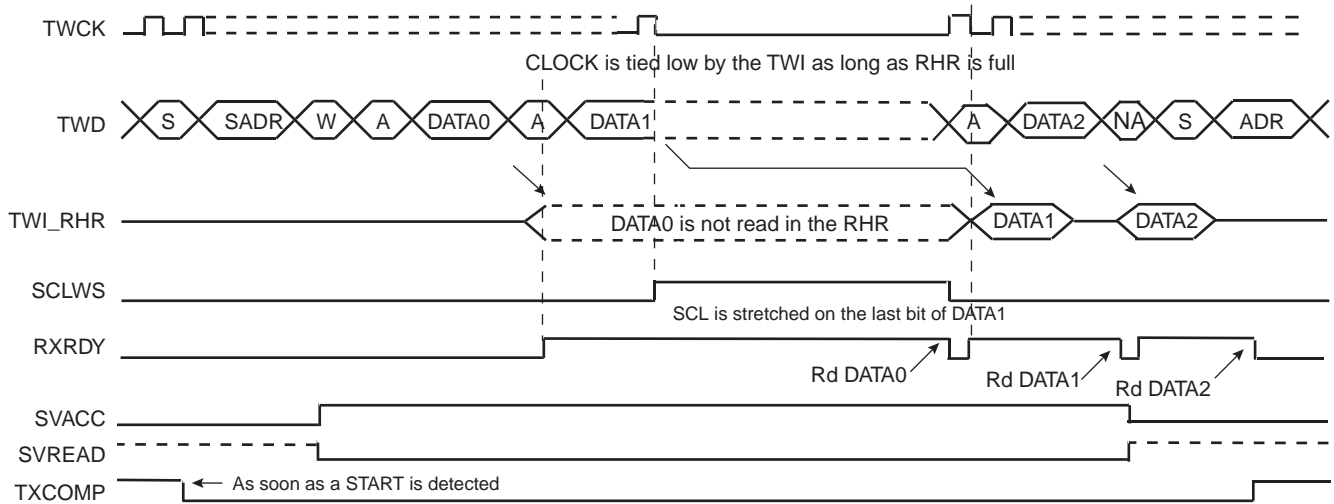 TWCK
CLOCK is tied low by the TWI as long as RHR is full
TWD S SADR W A DATA0 A DATA1 A DATA2 NA S ADR
TWI_RHR DATA0 is not read in the RHR DATA1 DATA2
SCLWS
SCL is stretched on the last bit of DATA1
RXRDY
Rd DATA0 Rd DATA1 Rd DATA2
SVACC
SVREAD
TXCOMP As soon as a START is detected